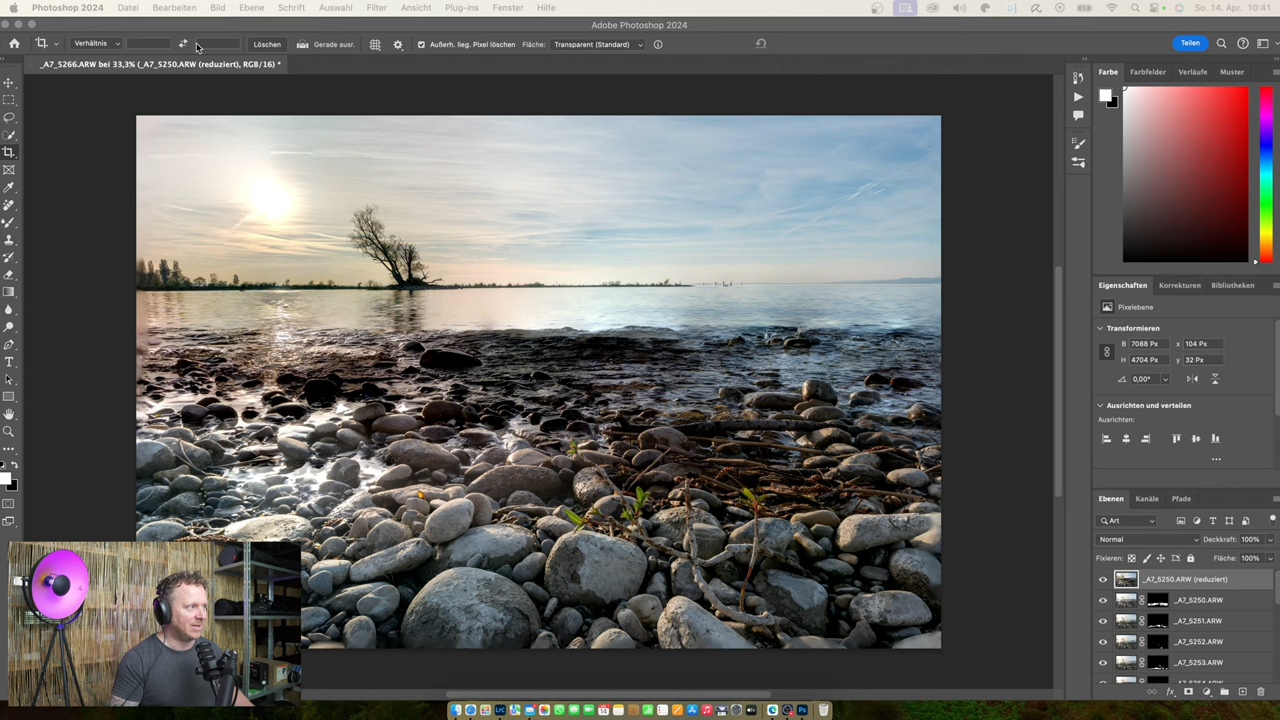 Photoshop 2024 Datei Bearbeiten Bild Ebene Schrift Auswahl Filter Ansicht Plug-ins Fenster Hilfe So. 14. Apr. 10:41
Adobe Photoshop 2024
Verhältnis Löschen Gerade ausr. Außerh. lieg. Pixel löschen Fläche: Transparent (Standard) Teilen
_A7_5266.ARW bei 33,3% (_A7_5250.ARW (reduziert), RGB/16) *
Farbe Farbfelder Verläufe Muster
Eigenschaften Korrekturen Bibliotheken
Pixelebene
Transformieren
B 7088 Px x 104 Px
H 4704 Px y 32 Px
0,00°
Ausrichten und verteilen
Ausrichten:
Ebenen Kanäle Pfade
Art
Normal Deckkraft: 100%
Fixieren: Fläche: 100%
_A7_5250.ARW (reduziert)
_A7_5250.ARW
_A7_5251.ARW
_A7_5252.ARW
_A7_5253.ARW
fx